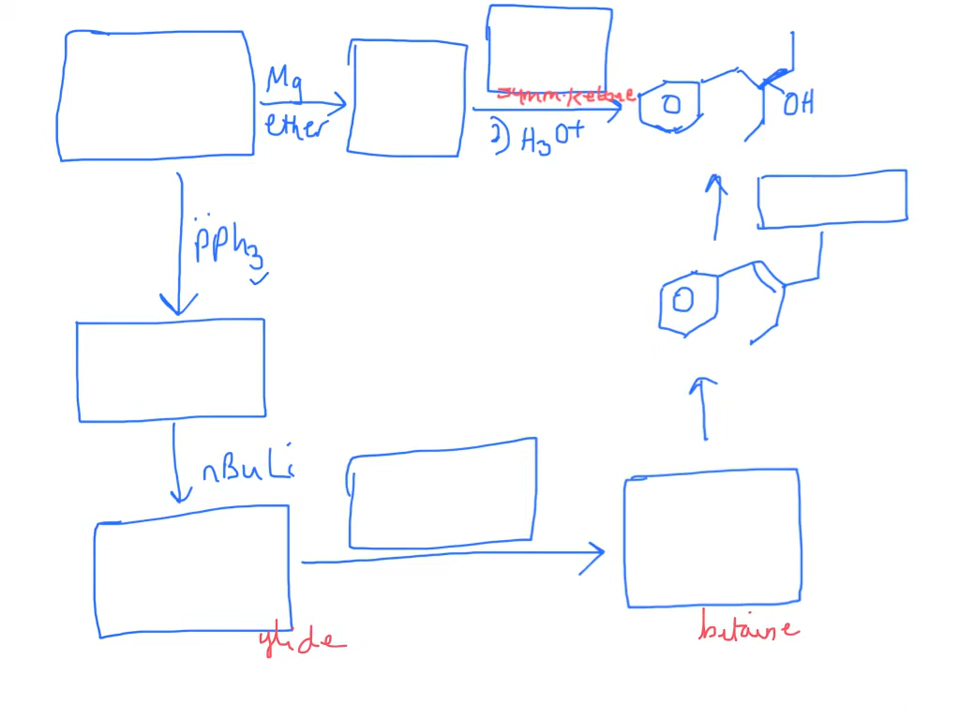 Mg
ether
symm.ketone
2) H3O+
OH
:PPh3
nBuLi
ylide
betaine